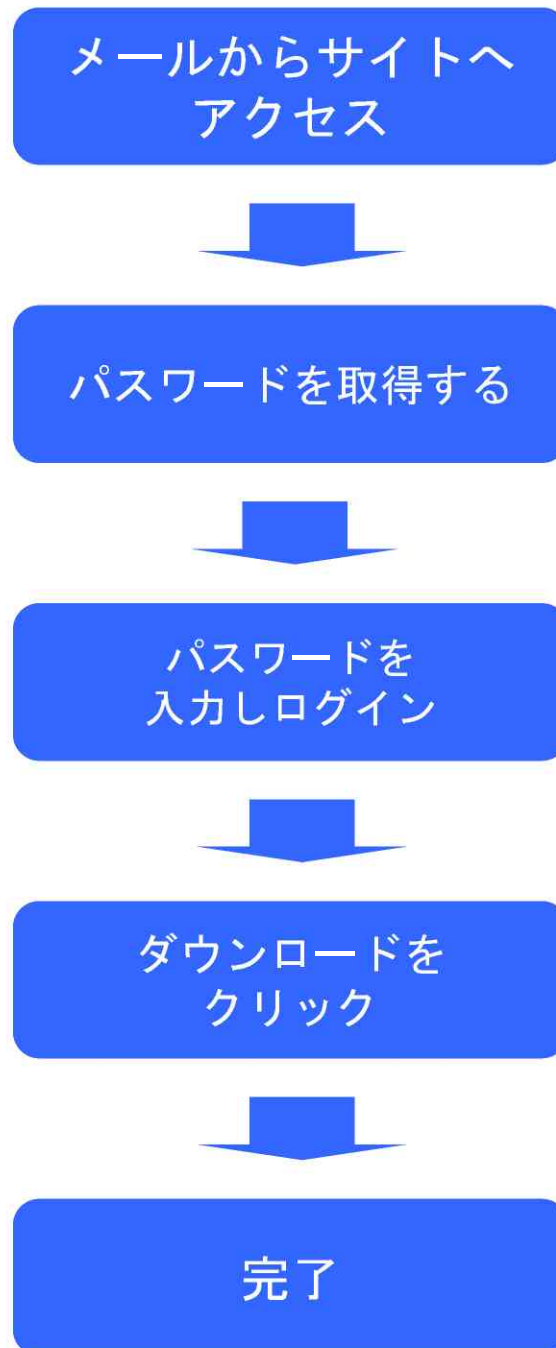 メールからサイトへ
アクセス
パスワードを取得する
パスワードを
入力しログイン
ダウンロードを
クリック
完了